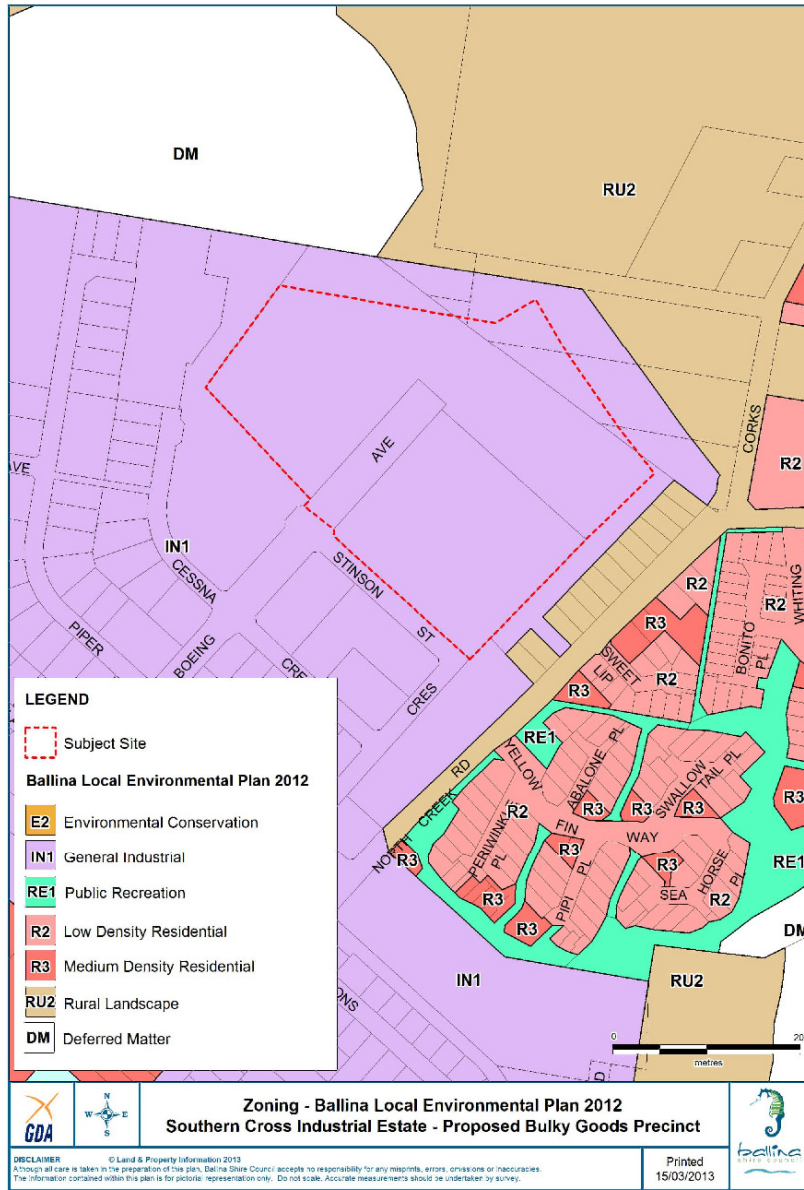 DM
RU2
CORKS
R2
AVE
AVE
IN1
CESSNA
STINSON
ST
PIPER
BOEING
CRES
R2
R3
R2
WHITING
BONITO
PL
SWEET
LIP
R2
R3
RE1
YELLOW
ABALONE PL
SWALLOW
TAIL PL
R3
NORTH CREEK RD
R2
PERIWINKLE
PL
R3
R3
R3
FIN
WAY
R3
R3
R3
RE1
PIPI PL
SEA
HORSE
Pl
R2
R3
R3
DM
IN1
RU2
ONS
D
LEGEND
Subject Site
Ballina Local Environmental Plan 2012
E2 Environmental Conservation
IN1 General Industrial
RE1 Public Recreation
R2 Low Density Residential
R3 Medium Density Residential
RU2 Rural Landscape
DM Deferred Matter
0 20
metres
GDA
N
W E
S
Zoning - Ballina Local Environmental Plan 2012
Southern Cross Industrial Estate - Proposed Bulky Goods Precinct
ballina
shire council
DISCLAIMER © Land & Property Information 2013
Although all care is taken in the preparation of this plan, Ballina Shire Council accepts no responsibility for any misprints, errors, omissions or inaccuracies.
The information contained within this plan is for pictorial representation only. Do not scale. Accurate measurements should be undertaken by survey.
Printed
15/03/2013